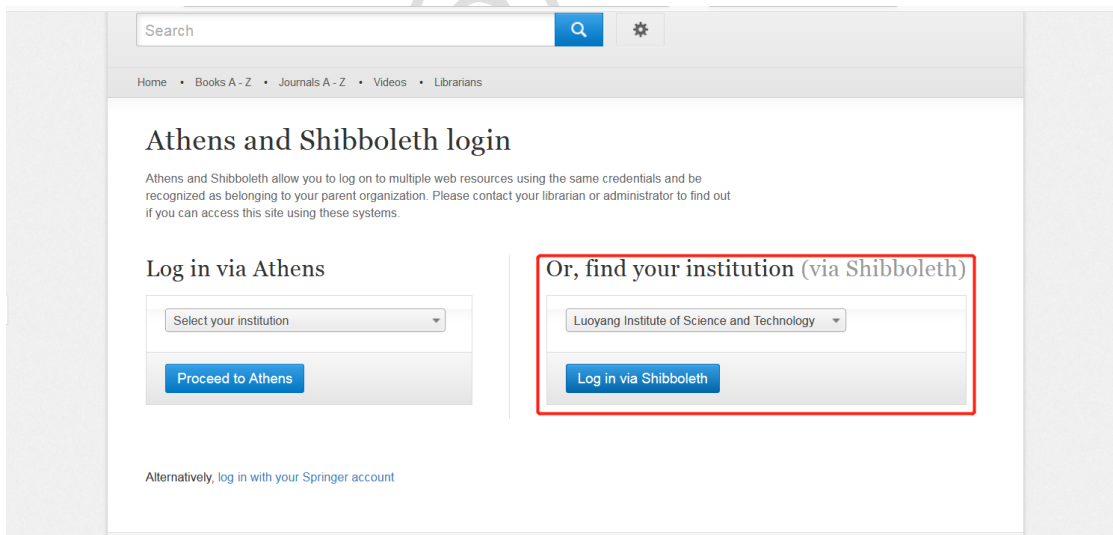 Search
Home • Books A - Z • Journals A - Z • Videos • Librarians
Athens and Shibboleth login
Athens and Shibboleth allow you to log on to multiple web resources using the same credentials and be
recognized as belonging to your parent organization. Please contact your librarian or administrator to find out
if you can access this site using these systems.
Log in via Athens
Select your institution
Proceed to Athens
Or, find your institution (via Shibboleth)
Luoyang Institute of Science and Technology
Log in via Shibboleth
Alternatively, log in with your Springer account